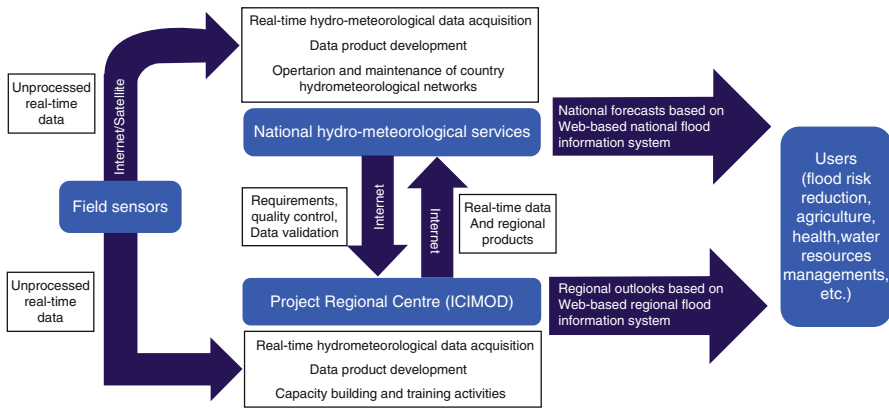 Real-time hydro-meteorological data acquisition
Data product development
Opertarion and maintenance of country
hydrometeorological networks
Unprocessed
real-time
data
Internet/Satellite
National hydro-meteorological services
National forecasts based on
Web-based national flood
information system
Field sensors
Requirements,
quality control,
Data validation
Internet
Internet
Real-time data
And regional
products
Users
(flood risk
reduction,
agriculture,
health,water
resources
managements,
etc.)
Unprocessed
real-time
data
Project Regional Centre (ICIMOD)
Regional outlooks based on
Web-based regional flood
information system
Real-time hydrometeorological data acquisition
Data product development
Capacity building and training activities